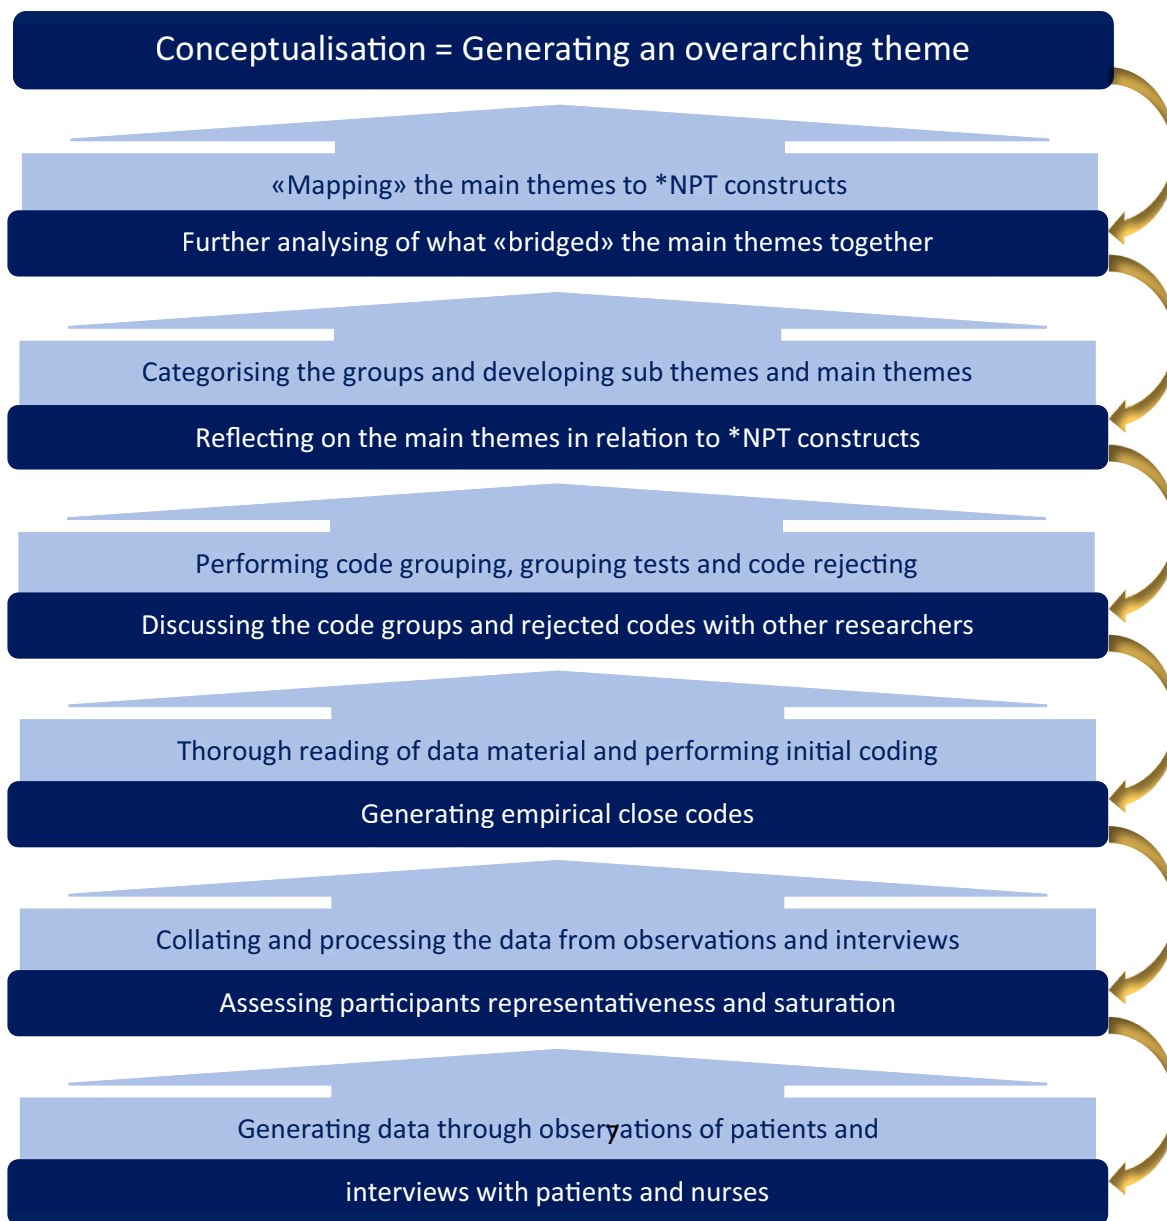 Conceptualisation = Generating an overarching theme
«Mapping» the main themes to *NPT constructs
Further analysing of what «bridged» the main themes together
Categorising the groups and developing sub themes and main themes
Reflecting on the main themes in relation to *NPT constructs
Performing code grouping, grouping tests and code rejecting
Discussing the code groups and rejected codes with other researchers
Thorough reading of data material and performing initial coding
Generating empirical close codes
Collating and processing the data from observations and interviews
Assessing participants representativeness and saturation
Generating data through observations of patients and
7
interviews with patients and nurses